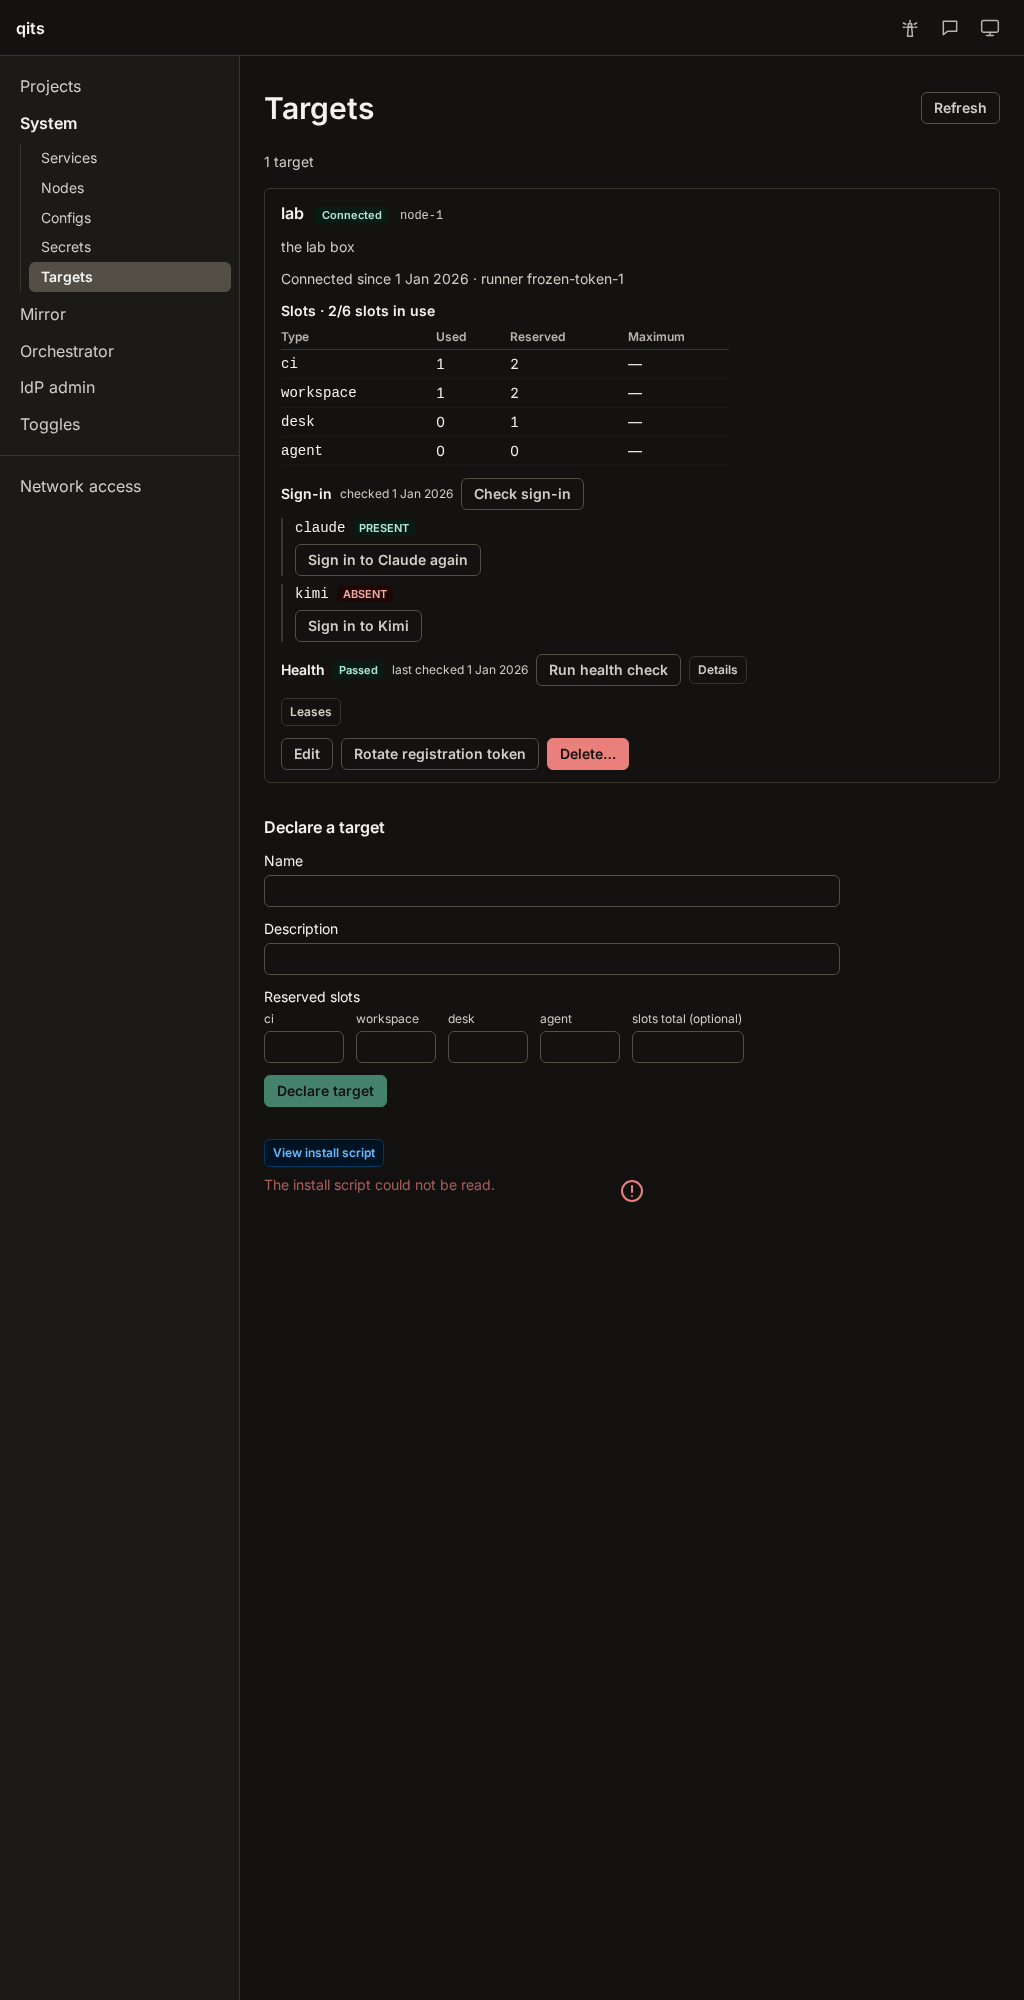 qits
Projects
System
Services
Nodes
Configs
Secrets
Targets
Mirror
Orchestrator
IdP admin
Toggles
Network access
Targets
Refresh
1 target
lab Connected node-1
the lab box
Connected since 1 Jan 2026 · runner frozen-token-1
Slots · 2/6 slots in use
Type Used Reserved Maximum
ci 1 2 —
workspace 1 2 —
desk 0 1 —
agent 0 0 —
Sign-in checked 1 Jan 2026 Check sign-in
claude PRESENT
Sign in to Claude again
kimi ABSENT
Sign in to Kimi
Health Passed last checked 1 Jan 2026 Run health check Details
Leases
Edit Rotate registration token Delete…
Declare a target
Name
Description
Reserved slots
ci workspace desk agent slots total (optional)
Declare target
View install script
The install script could not be read.